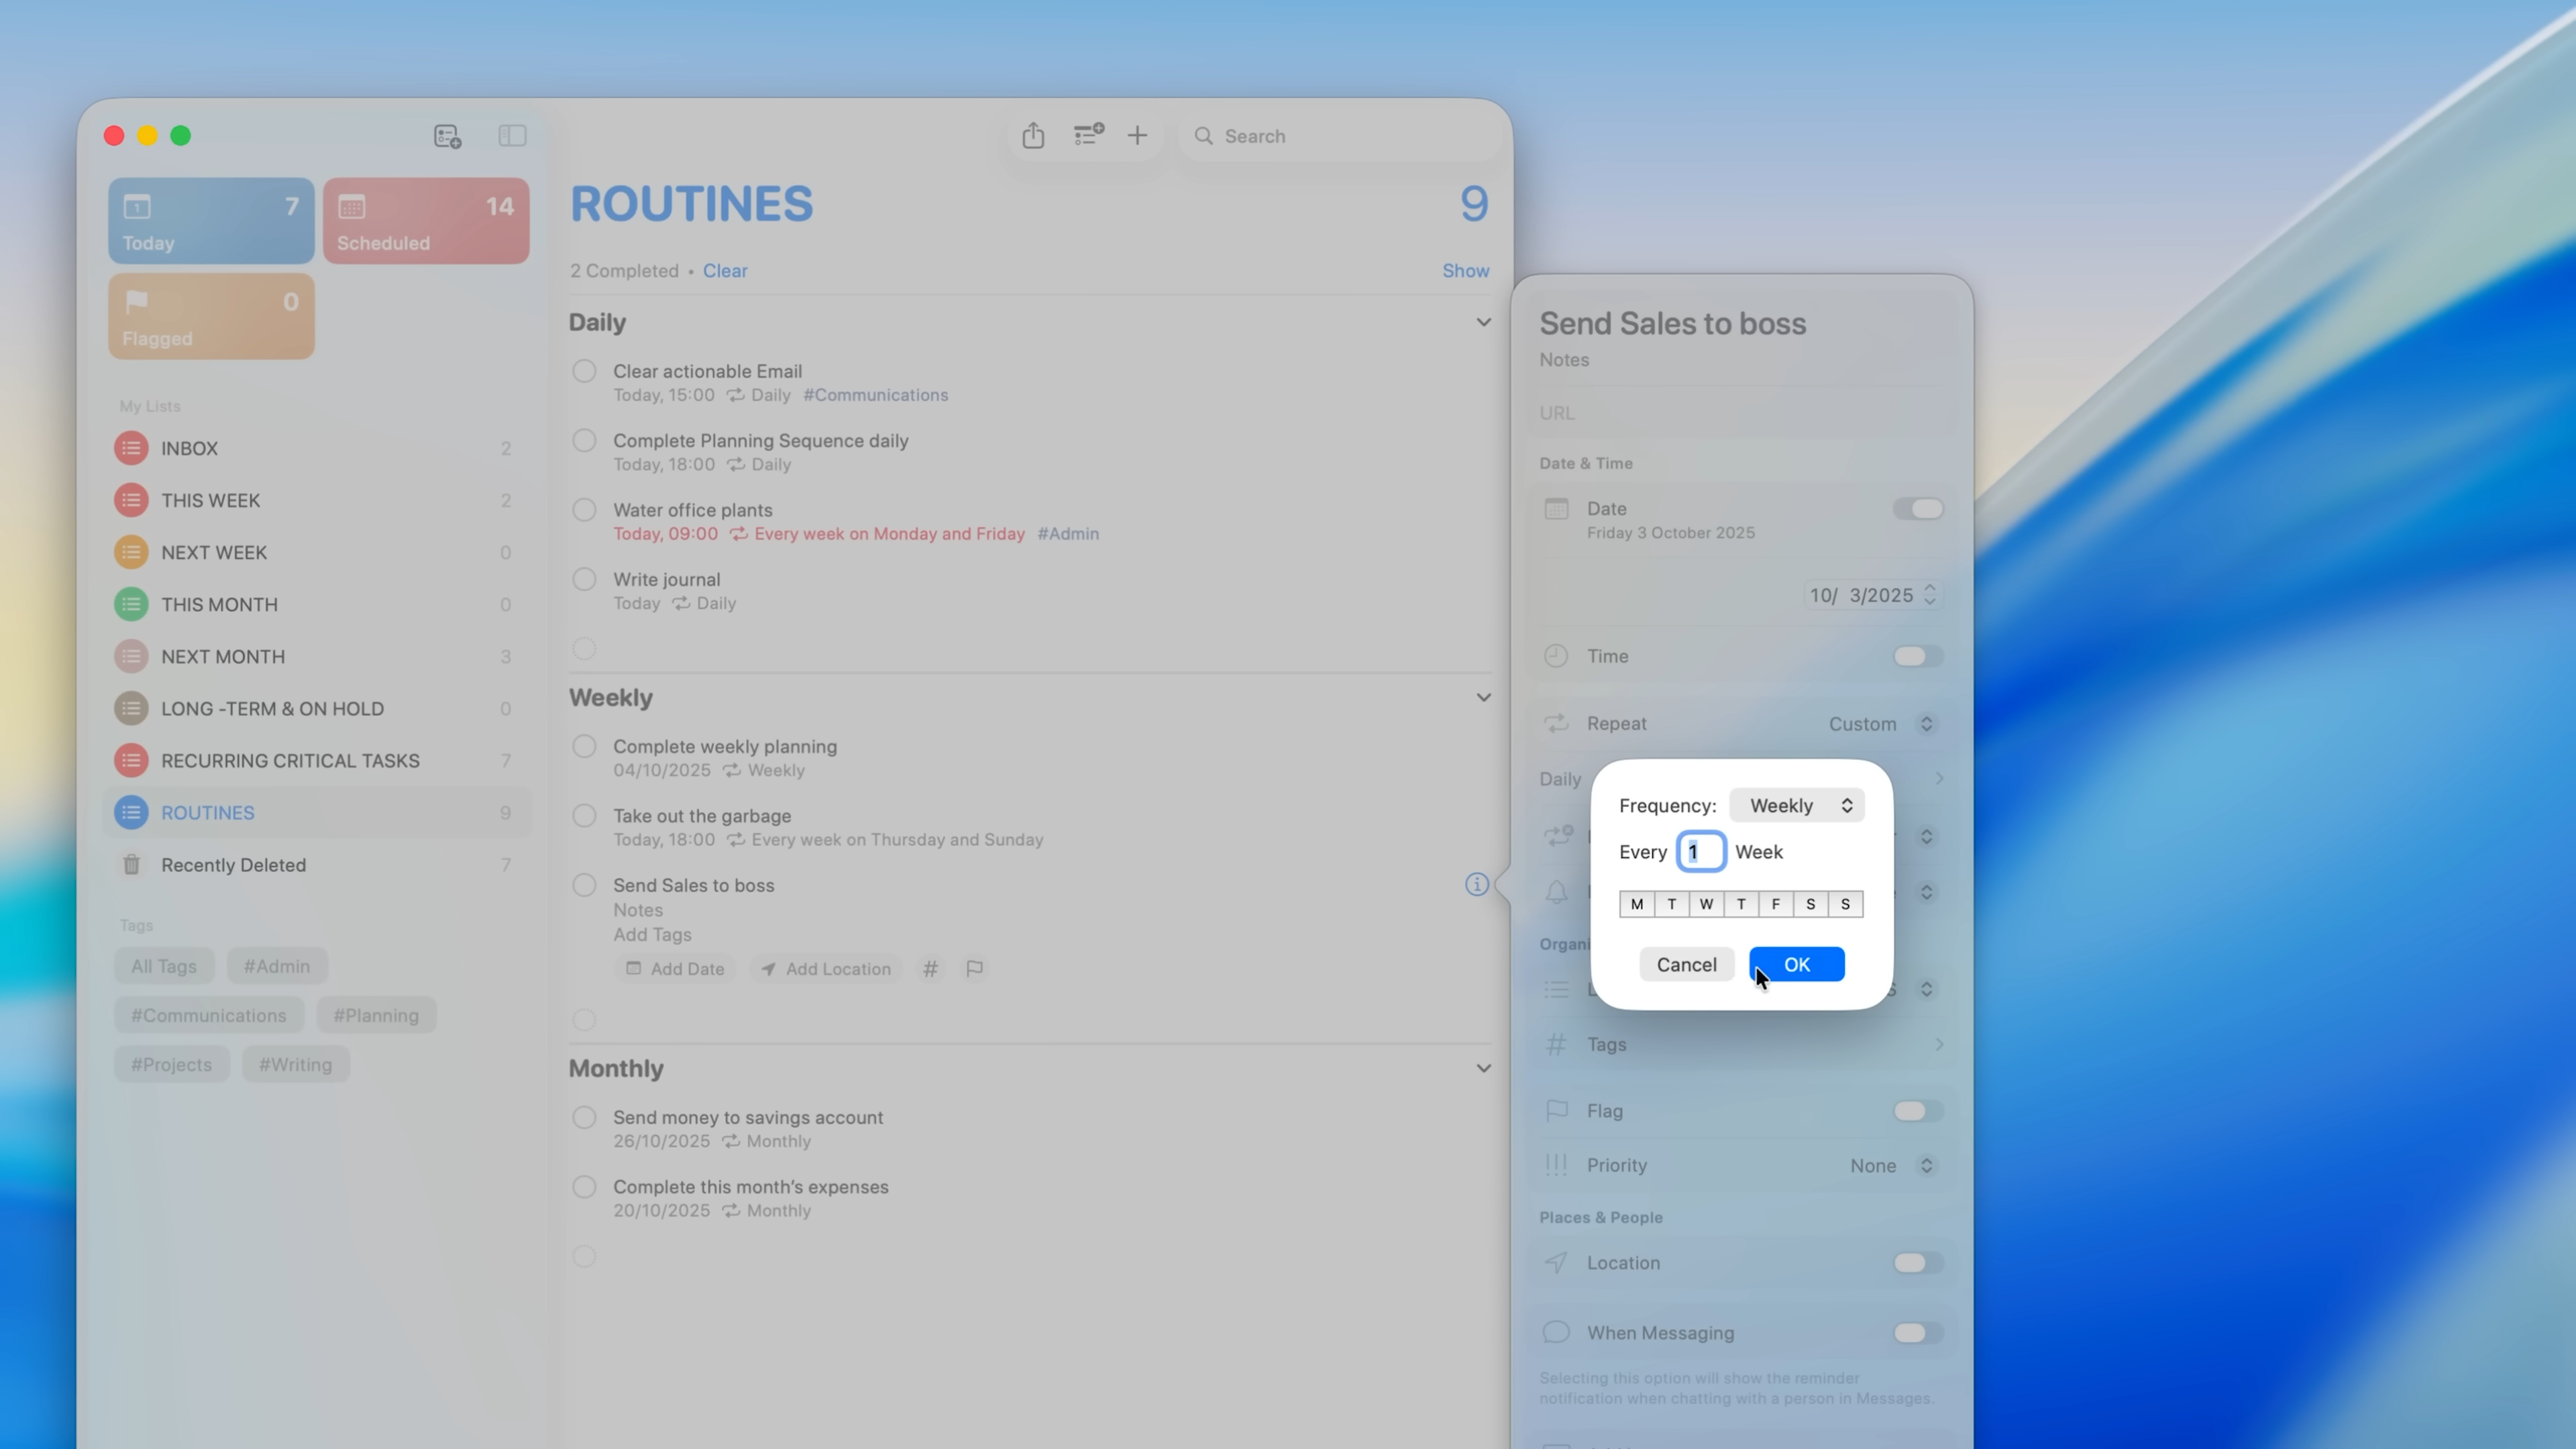 Search
1
7
Today
14
Scheduled
0
Flagged
My Lists
INBOX 2
THIS WEEK 2
NEXT WEEK 0
THIS MONTH 0
NEXT MONTH 3
LONG -TERM & ON HOLD 0
RECURRING CRITICAL TASKS 7
ROUTINES 9
Recently Deleted 7
Tags
All Tags #Admin
#Communications #Planning
#Projects #Writing
ROUTINES 9
2 Completed • Clear Show
Daily
Clear actionable Email
Today, 15:00 Daily #Communications
Complete Planning Sequence daily
Today, 18:00 Daily
Water office plants
Today, 09:00 Every week on Monday and Friday #Admin
Write journal
Today Daily
Weekly
Complete weekly planning
04/10/2025 Weekly
Take out the garbage
Today, 18:00 Every week on Thursday and Sunday
Send Sales to boss
Notes
Add Tags
Add Date Add Location #
Monthly
Send money to savings account
26/10/2025 Monthly
Complete this month's expenses
20/10/2025 Monthly
Send Sales to boss
Notes
URL
Date & Time
Date
Friday 3 October 2025
10/ 3/2025
Time
Repeat Custom
Daily
Frequency: Weekly
Every 1 Week
M T W T F S S
Cancel OK
# Tags
Flag
!!! Priority None
Places & People
Location
When Messaging
Selecting this option will show the reminder
notification when chatting with a person in Messages.